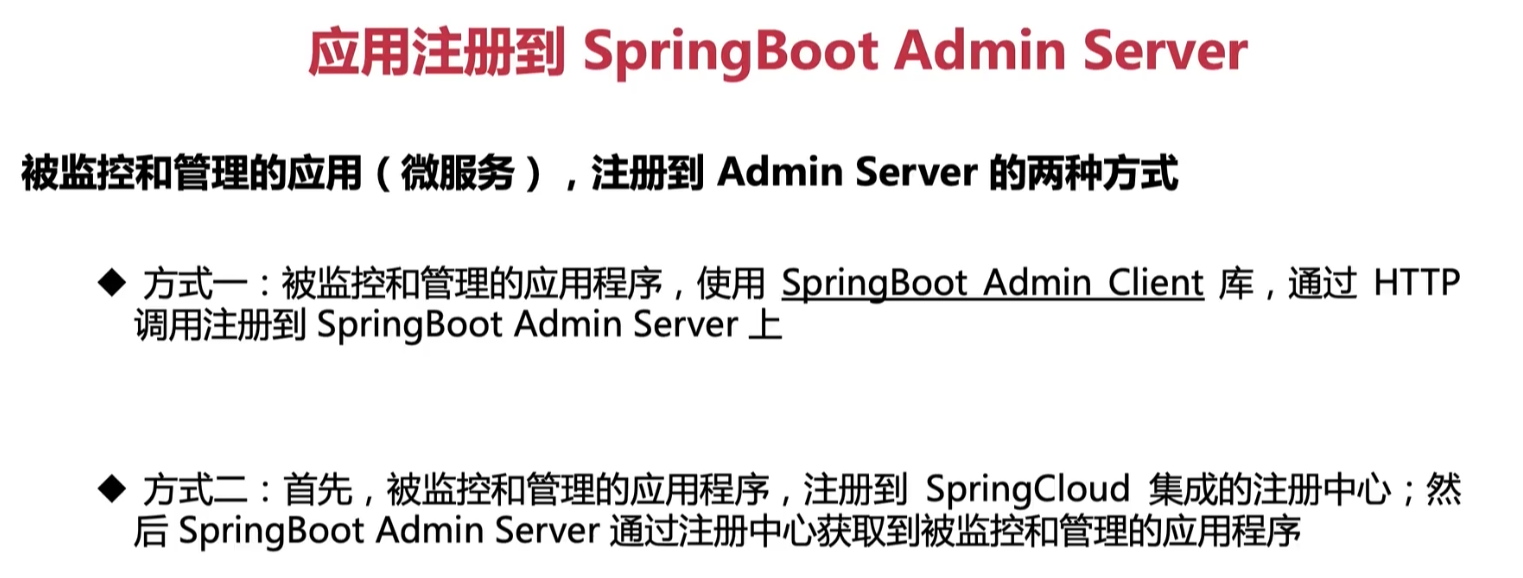 应用注册到 SpringBoot Admin Server
被监控和管理的应用（微服务），注册到 Admin Server 的两种方式
◆ 方式一：被监控和管理的应用程序，使用 SpringBoot Admin Client 库，通过 HTTP
调用注册到 SpringBoot Admin Server 上
◆ 方式二：首先，被监控和管理的应用程序，注册到 SpringCloud 集成的注册中心；然
后 SpringBoot Admin Server 通过注册中心获取到被监控和管理的应用程序